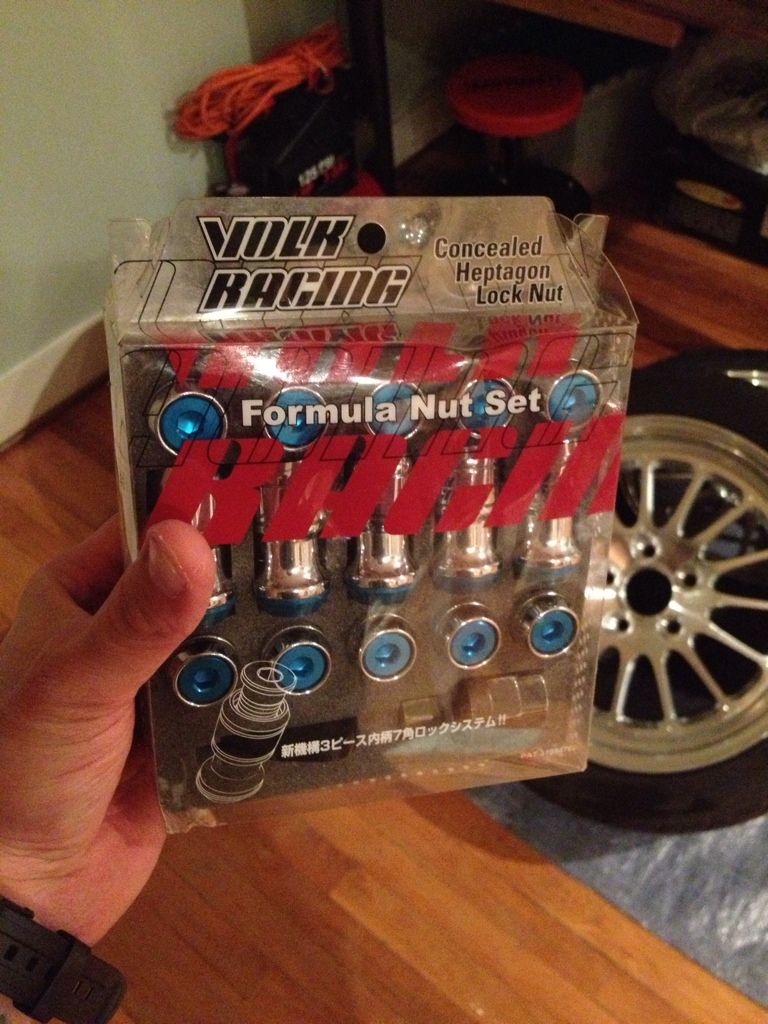 VOLK
RACING
Concealed
Heptagon
Lock Nut
Formula Nut Set
RACIN
新機構3ピース内柄7角ロックシステム!!